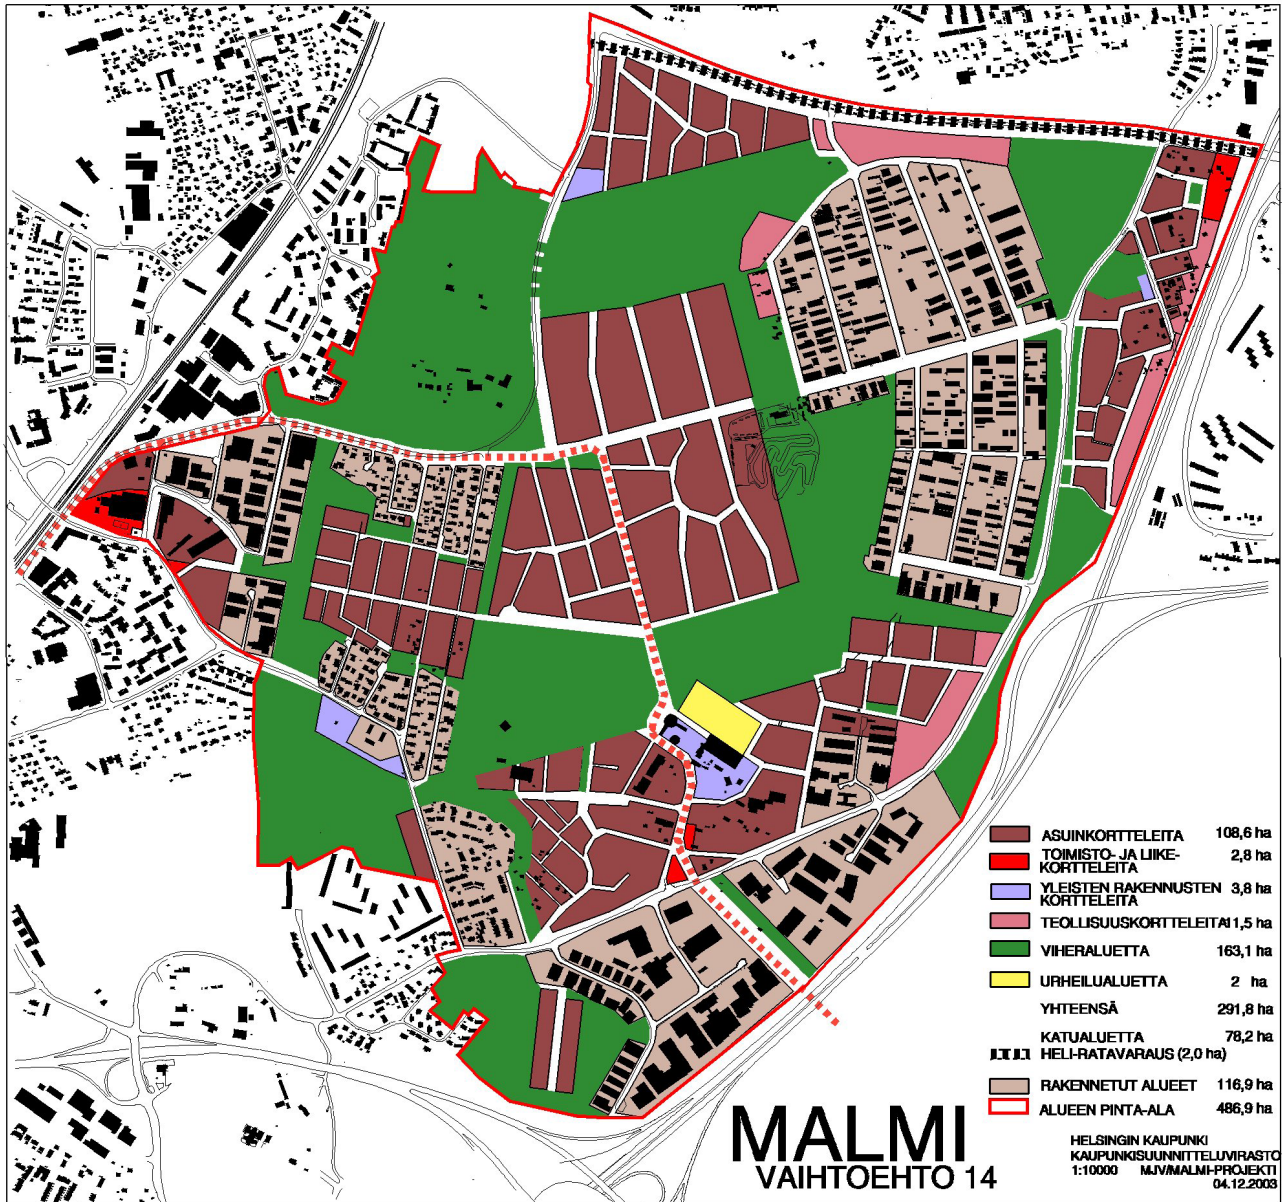 ASUINKORTTELEITA 108,6 ha
TOIMISTO- JA LIIKE- 2,8 ha
KORTTELEITA
YLEISTEN RAKENNUSTEN 3,8 ha
KORTTELEITA
TEOLLISUUSKORTTELEITA 11,5 ha
VIHERALUETTA 163,1 ha
URHEILUALUETTA 2 ha
YHTEENSÄ 291,8 ha
KATUALUETTA 78,2 ha
HELI-RATAVARAUS (2,0 ha)
RAKENNETUT ALUEET 116,9 ha
ALUEEN PINTA-ALA 486,9 ha
MALMI
VAIHTOEHTO 14
HELSINGIN KAUPUNKI
KAUPUNKISUUNNITTELUVIRASTO
1:10000 MJV/MALMI-PROJEKTI
04.12.2003